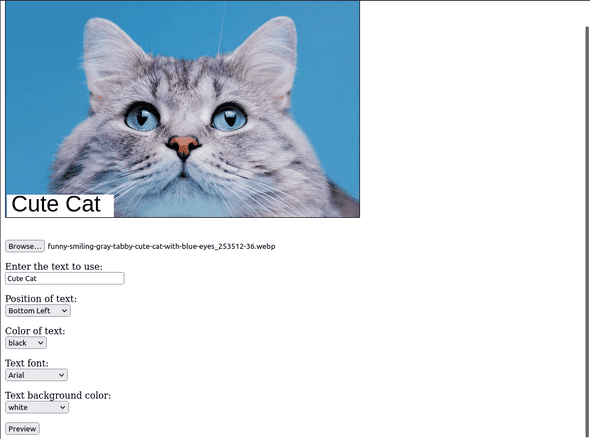 Cute Cat
Browse... funny-smiling-gray-tabby-cute-cat-with-blue-eyes_253512-36.webp
Enter the text to use:
Cute Cat
Position of text:
Bottom Left
Color of text:
black
Text font:
Arial
Text background color:
white
Preview